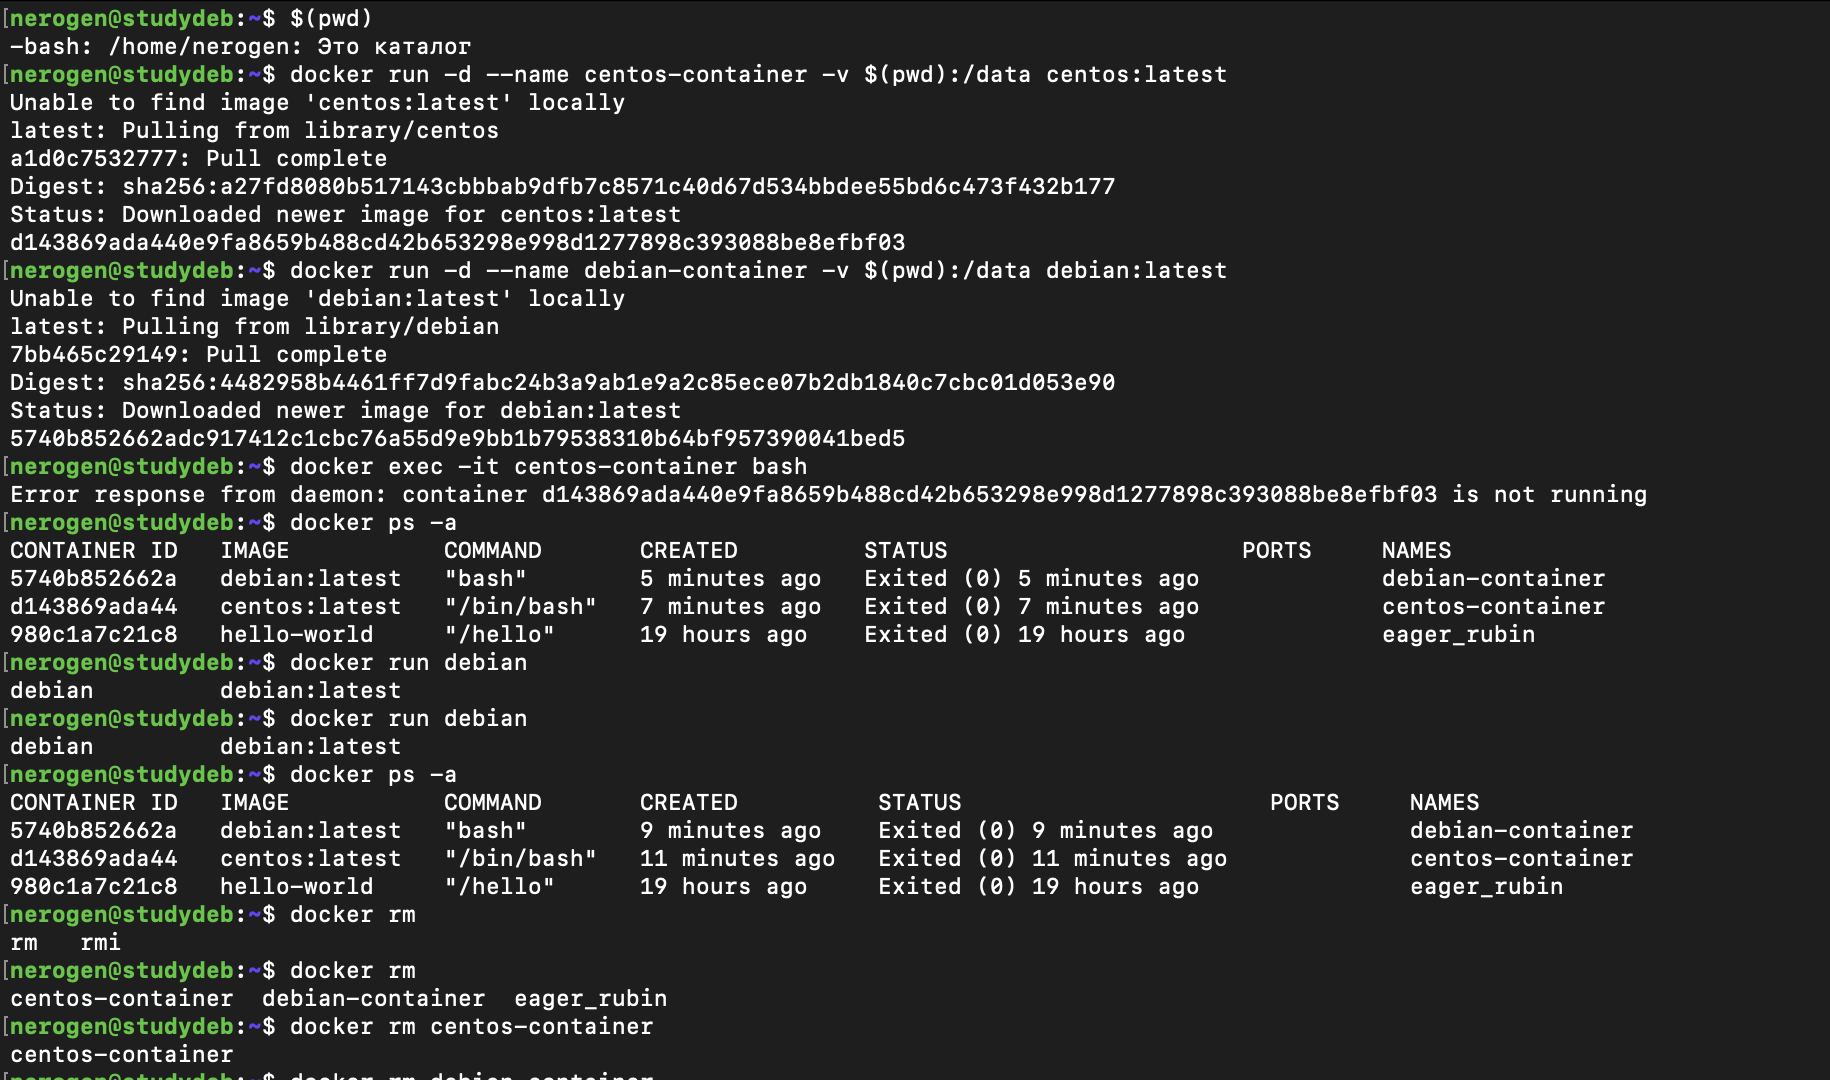 [nerogen@studydeb:~$ $(pwd)
-bash: /home/nerogen: Это каталог
[nerogen@studydeb:~$ docker run -d --name centos-container -v $(pwd):/data centos:latest
Unable to find image 'centos:latest' locally
latest: Pulling from library/centos
a1d0c7532777: Pull complete
Digest: sha256:a27fd8080b517143cbbbab9dfb7c8571c40d67d534bbdee55bd6c473f432b177
Status: Downloaded newer image for centos:latest
d143869ada440e9fa8659b488cd42b653298e998d1277898c393088be8efbf03
[nerogen@studydeb:~$ docker run -d --name debian-container -v $(pwd):/data debian:latest
Unable to find image 'debian:latest' locally
latest: Pulling from library/debian
7bb465c29149: Pull complete
Digest: sha256:4482958b4461ff7d9fabc24b3a9ab1e9a2c85ece07b2db1840c7cbc01d053e90
Status: Downloaded newer image for debian:latest
5740b852662adc917412c1cbc76a55d9e9bb1b79538310b64bf957390041bed5
[nerogen@studydeb:~$ docker exec -it centos-container bash
Error response from daemon: container d143869ada440e9fa8659b488cd42b653298e998d1277898c393088be8efbf03 is not running
[nerogen@studydeb:~$ docker ps -a
CONTAINER ID   IMAGE           COMMAND       CREATED         STATUS                     PORTS     NAMES
5740b852662a   debian:latest   "bash"        5 minutes ago   Exited (0) 5 minutes ago             debian-container
d143869ada44   centos:latest   "/bin/bash"   7 minutes ago   Exited (0) 7 minutes ago             centos-container
980c1a7c21c8   hello-world     "/hello"      19 hours ago    Exited (0) 19 hours ago              eager_rubin
[nerogen@studydeb:~$ docker run debian
debian         debian:latest
[nerogen@studydeb:~$ docker run debian
debian         debian:latest
[nerogen@studydeb:~$ docker ps -a
CONTAINER ID   IMAGE           COMMAND       CREATED          STATUS                      PORTS     NAMES
5740b852662a   debian:latest   "bash"        9 minutes ago    Exited (0) 9 minutes ago              debian-container
d143869ada44   centos:latest   "/bin/bash"   11 minutes ago   Exited (0) 11 minutes ago             centos-container
980c1a7c21c8   hello-world     "/hello"      19 hours ago     Exited (0) 19 hours ago               eager_rubin
[nerogen@studydeb:~$ docker rm
rm   rmi
[nerogen@studydeb:~$ docker rm
centos-container  debian-container  eager_rubin
[nerogen@studydeb:~$ docker rm centos-container
centos-container
[nerogen@studydeb:~$ docker rm debian-container